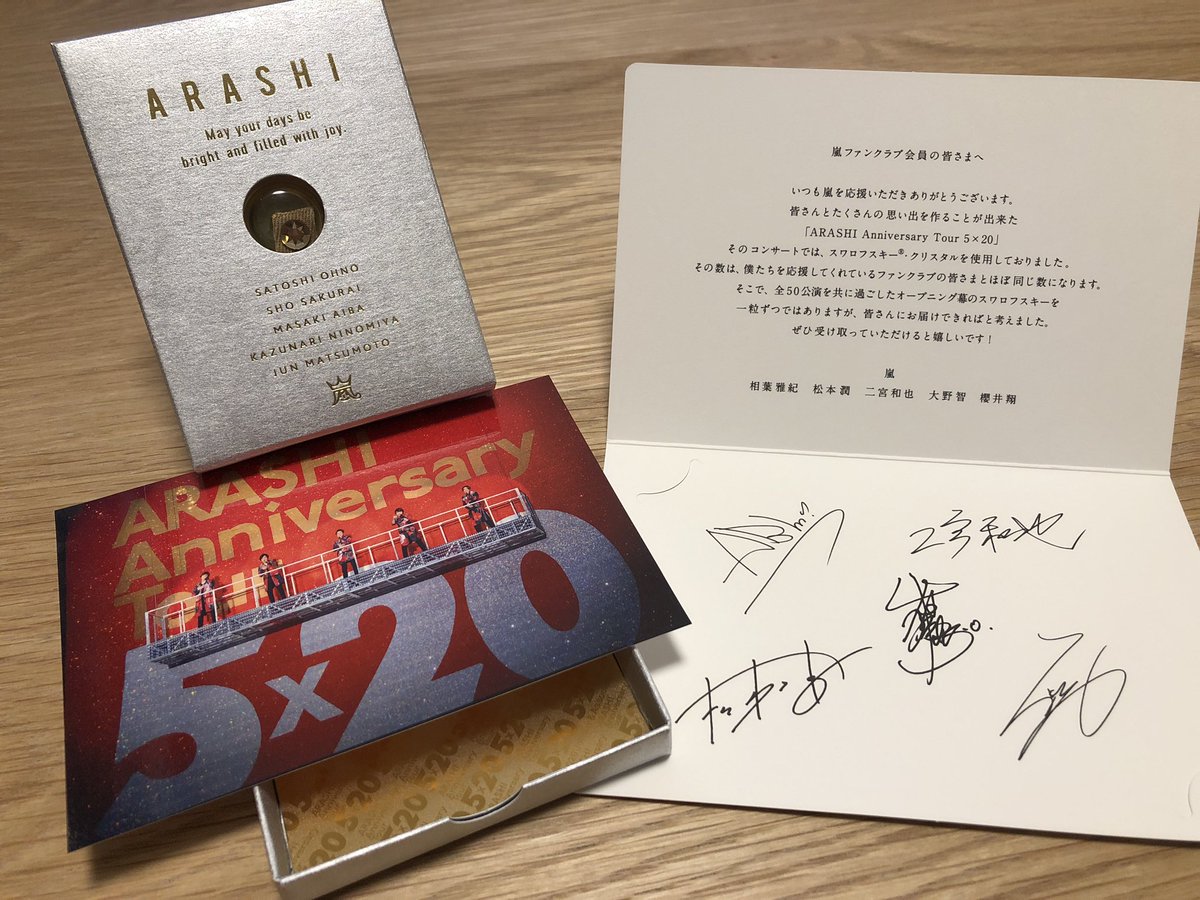 ARASHI
May your days be
bright and filled with joy.
SATOSHI OHNO
SHO SAKURAI
MASAKI AIBA
KAZUNARI NINOMIYA
JUN MATSUMOTO
嵐
ARASHI
Anniversary
Tour
5×20
嵐ファンクラブ会員の皆さまへ
いつも嵐を応援いただきありがとうございます。
皆さんとたくさんの思い出を作ることが出来た
「ARASHI Anniversary Tour 5×20」
そのコンサートでは、スワロフスキー®・クリスタルを使用しておりました。
その数は、僕たちを応援してくれているファンクラブの皆さまとほぼ同じ数になります。
そこで、全50公演を共に過ごしたオープニング幕のスワロフスキーを
一粒ずつではありますが、皆さんにお届けできればと考えました。
ぜひ受け取っていただけると嬉しいです！
嵐
相葉雅紀 松本潤 二宮和也 大野智 櫻井翔
二宮和也